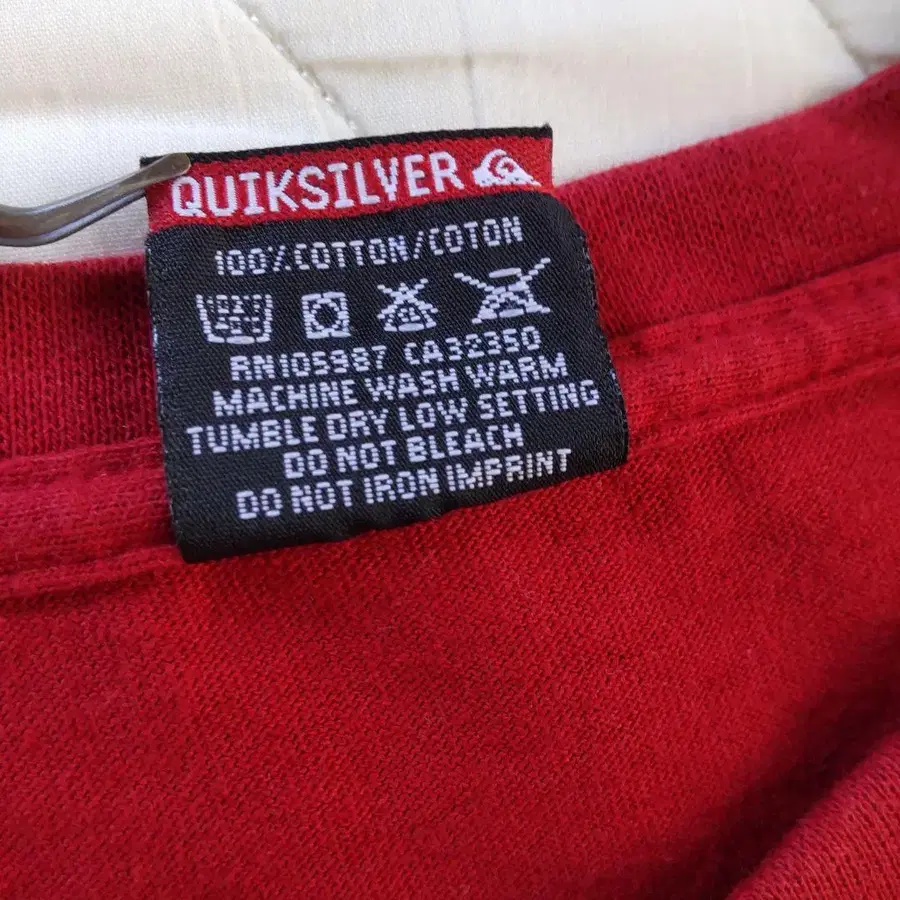 QUIKSILVER
100% COTTON/COTON
RN105987 CA32350
MACHINE WASH WARM
TUMBLE DRY LOW SETTING
DO NOT BLEACH
DO NOT IRON IMPRINT